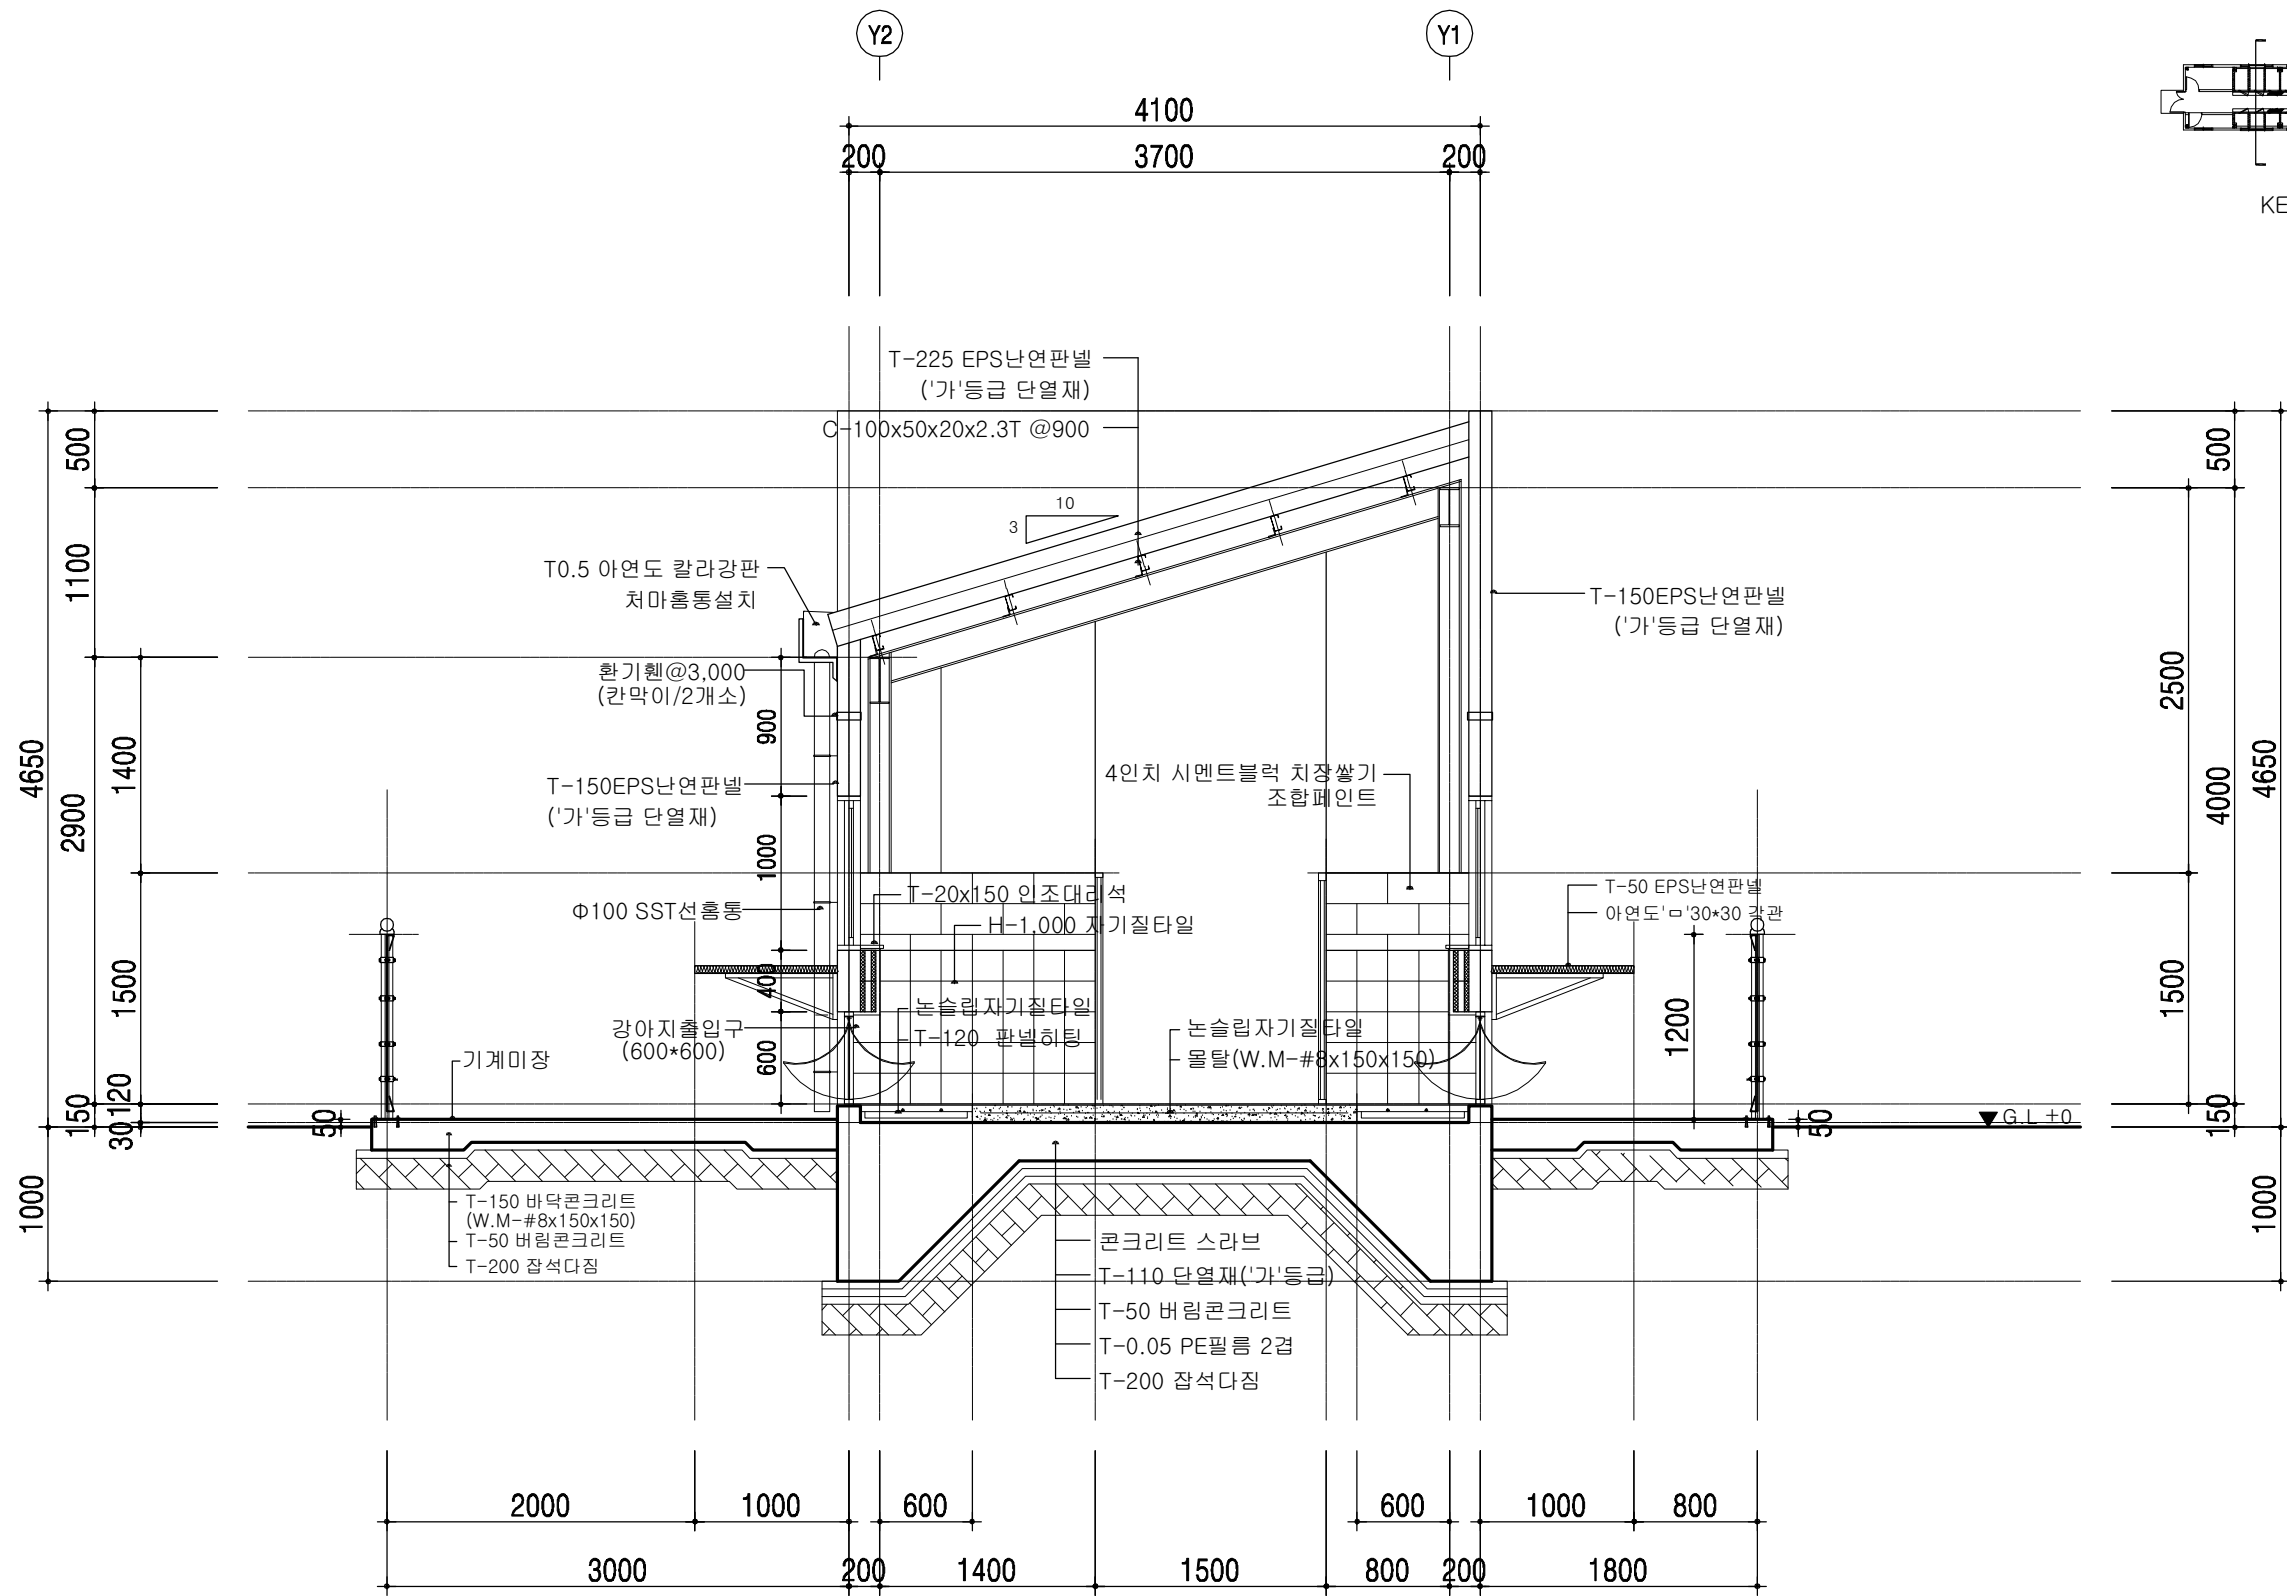 Y2
Y1
4100
200
3700
200
KE
T-225 EPS난연판넬
('가'등급 단열재)
C-100x50x20x2.3T @900
10
3
T0.5 아연도 칼라강판
처마홈통설치
T-150EPS난연판넬
('가'등급 단열재)
환기휀@3,000
(칸막이/2개소)
T-150EPS난연판넬
('가'등급 단열재)
4인치 시멘트블럭 치장쌓기
조합페인트
T-20x150 인조대리석
H-1,000 자기질타일
Φ100 SST선홈통
T-50 EPS난연판넬
아연도'ㅁ'30*30 각관
논슬립자기질타일
T-120 판넬히팅
강아지출입구
(600*600)
논슬립자기질타일
몰탈(W.M-#8x150x150)
기계미장
G.L ±0
T-150 바닥콘크리트
(W.M-#8x150x150)
T-50 버림콘크리트
T-200 잡석다짐
콘크리트 스라브
T-110 단열재('가'등급)
T-50 버림콘크리트
T-0.05 PE필름 2겹
T-200 잡석다짐
4650
1000
500
1100
2900
150
1400
1500
120
30
50
900
1000
400
600
1200
50
2500
1500
500
4000
150
4650
1000
2000
1000
600
600
1000
800
3000
200
1400
1500
800
200
1800